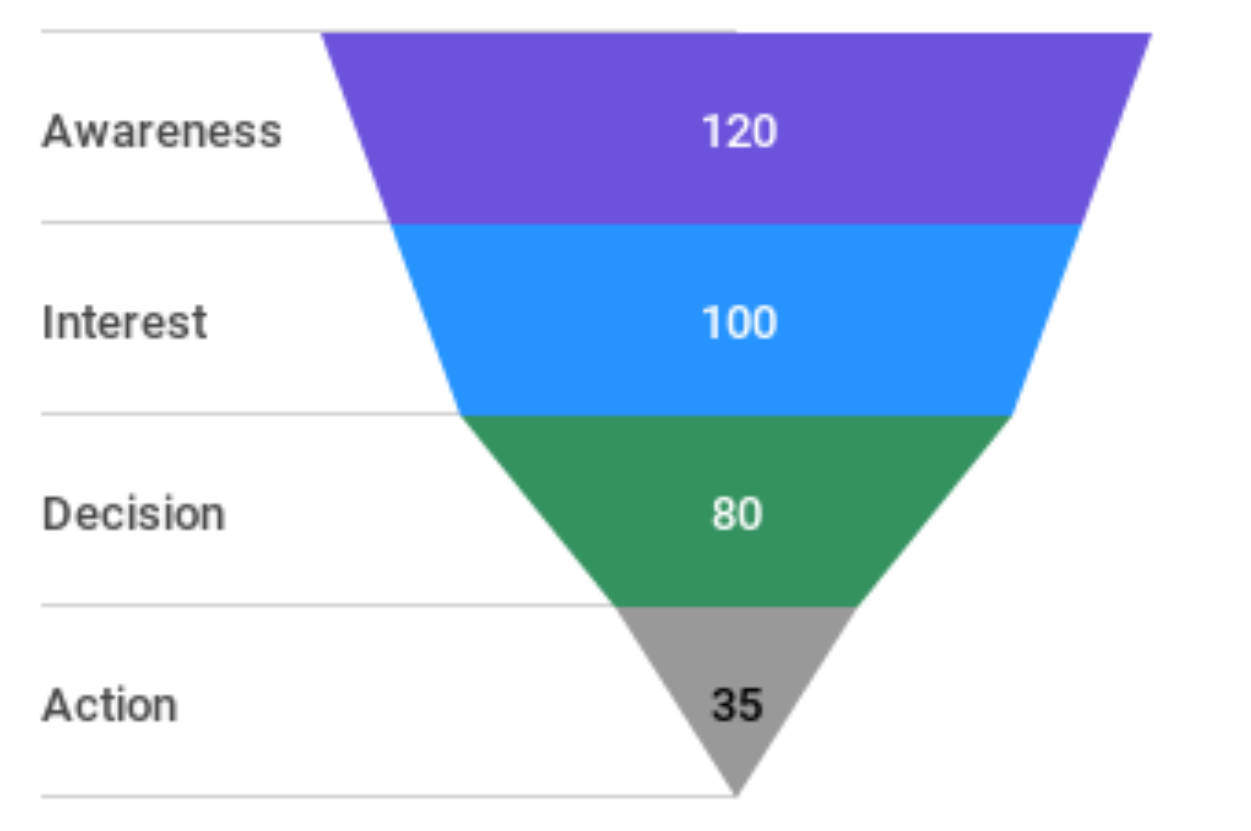 Awareness 120
Interest 100
Decision 80
Action 35